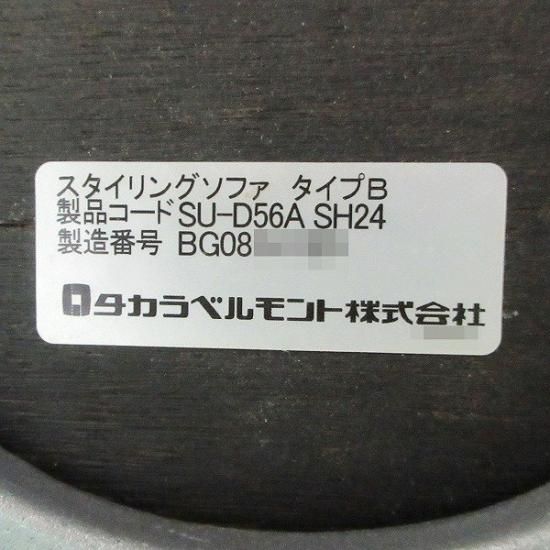 スタイリングソファ タイプB
製品コード SU-D56A SH24
製造番号 BG08
タカラベルモント株式会社